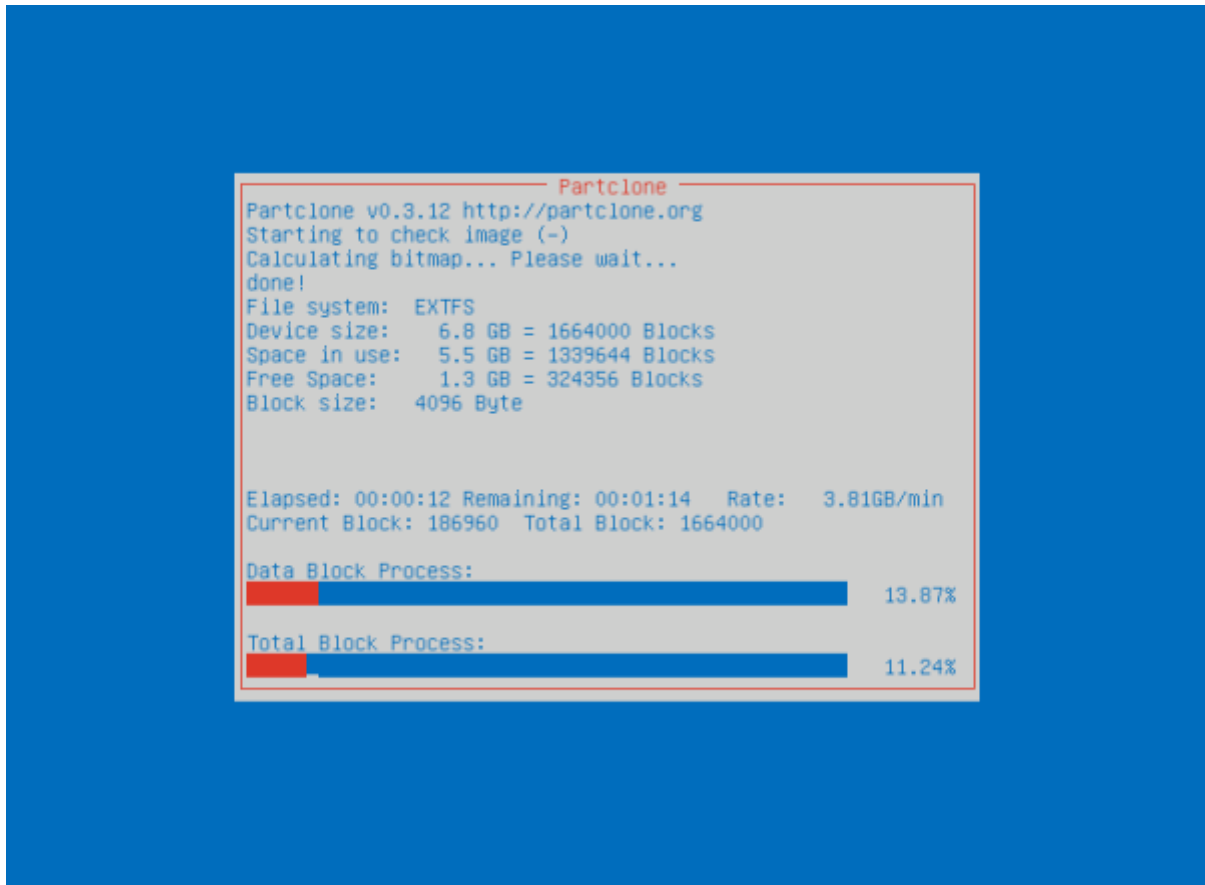 Partclone
Partclone v0.3.12 http://partclone.org
Starting to check image (-)
Calculating bitmap... Please wait...
done!
File system:  EXTFS
Device size:    6.8 GB = 1664000 Blocks
Space in use:   5.5 GB = 1339644 Blocks
Free Space:     1.3 GB = 324356 Blocks
Block size:   4096 Byte
Elapsed: 00:00:12 Remaining: 00:01:14   Rate:   3.81GB/min
Current Block: 186960  Total Block: 1664000
Data Block Process:
13.87%
Total Block Process:
11.24%